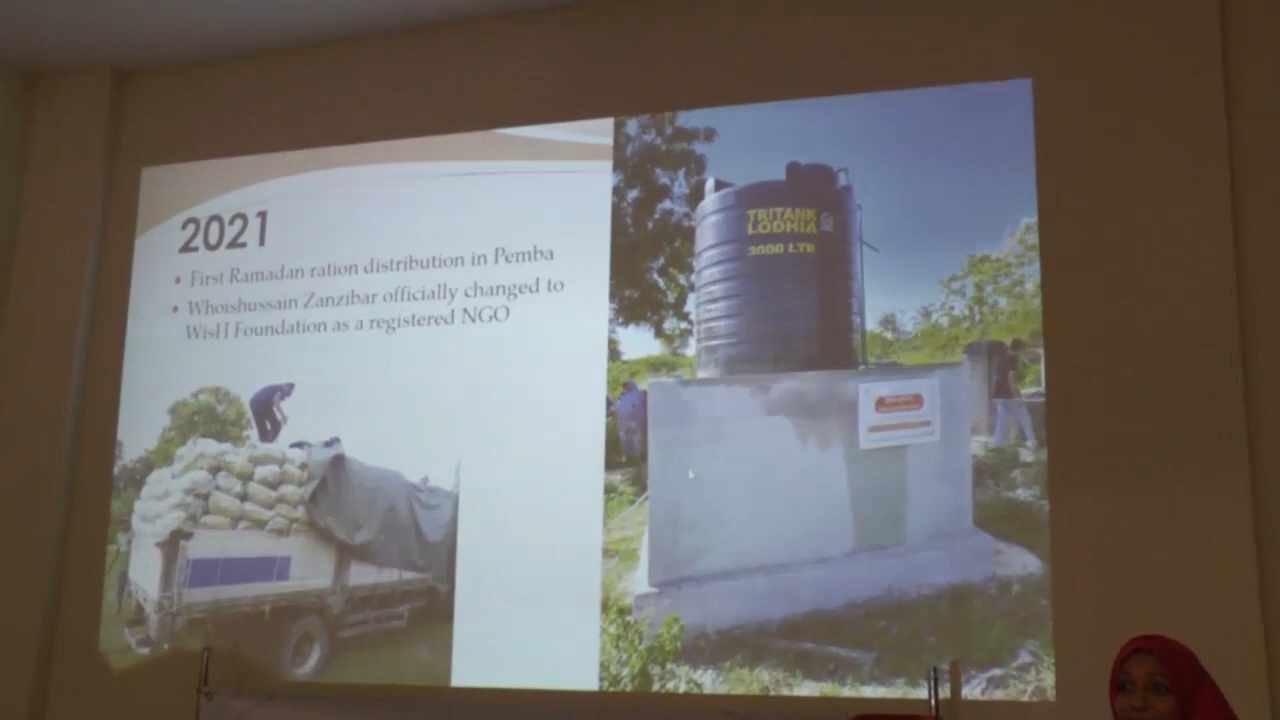 2021
• First Ramadan ration distribution in Pemba
• Whoishussain Zanzibar officially changed to
WisH Foundation as a registered NGO
TRITANK
LODHIA
3000 LTR